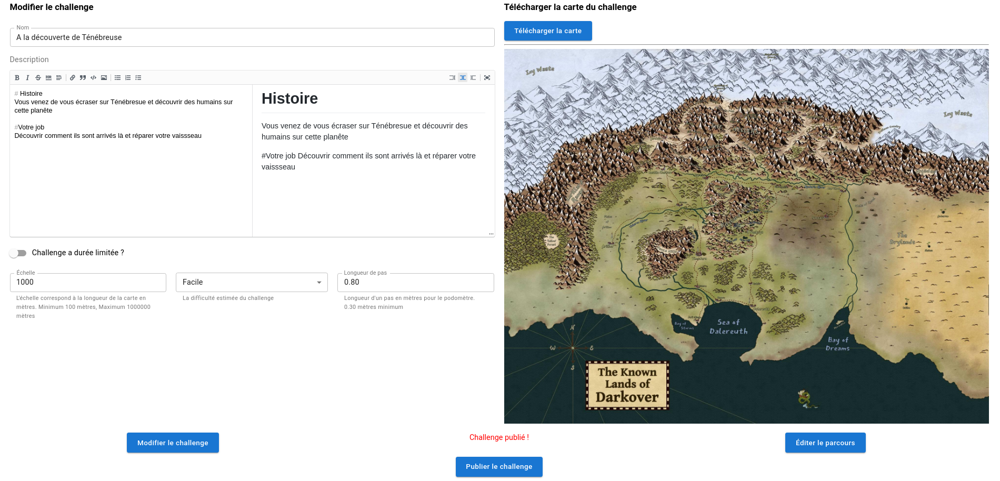 Modifier le challenge
Nom
A la découverte de Ténébreuse
Description
# Histoire
Vous venez de vous écraser sur Ténébresue et découvrir des humains sur
cette planête
#Votre job
Découvrir comment ils sont arrivés là et réparer votre vaissseau
Histoire
Vous venez de vous écraser sur Ténébresue et découvrir des
humains sur cette planête
#Votre job Découvrir comment ils sont arrivés là et réparer votre
vaissseau
Challenge a durée limitée ?
Échelle
1000
L'échelle correspond à la longueur de la carte en
mètres. Minimum 100 mètres, Maximum 1000000
mètres
Facile
La difficulté estimée du challenge
Longueur de pas
0.80
Longueur d'un pas en mètres pour le podomètre.
0.30 mètres minimum
Télécharger la carte du challenge
Télécharger la carte
Icy Waste
Icy Waste
The
Drylands
Bay of
Storms
Sea of
Dalereuth
Bay of
Dreams
N
W
E
S
The Known
Lands of
Darkover
Modifier le challenge
Challenge publié !
Publier le challenge
Éditer le parcours